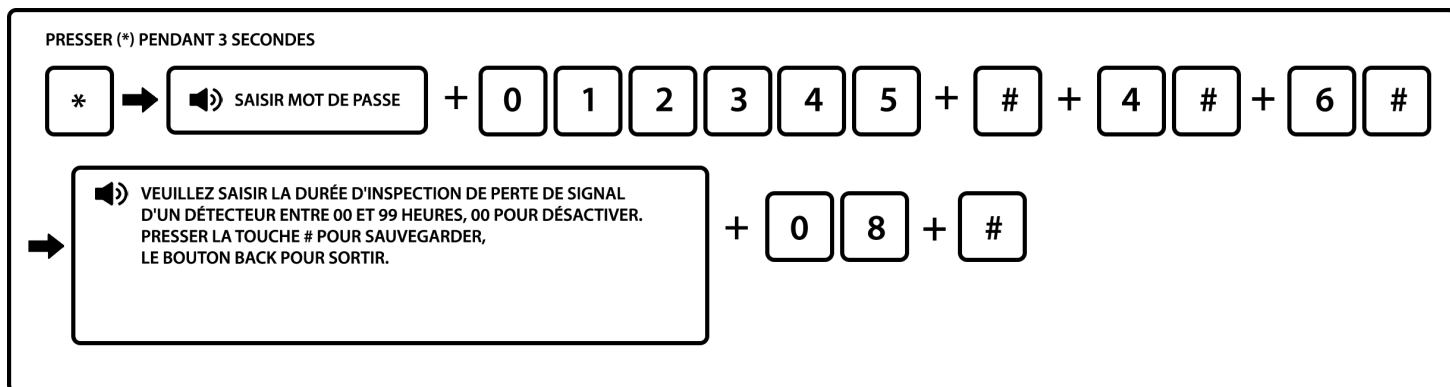 PRESSER (*) PENDANT 3 SECONDES
* SAISIR MOT DE PASSE + 0 1 2 3 4 5 + # + 4 # + 6 #
VEUILLEZ SAISIR LA DURÉE D'INSPECTION DE PERTE DE SIGNAL
D'UN DÉTECTEUR ENTRE 00 ET 99 HEURES, 00 POUR DÉSACTIVER.
PRESSER LA TOUCHE # POUR SAUVEGARDER,
LE BOUTON BACK POUR SORTIR.
+ 0 8 + #